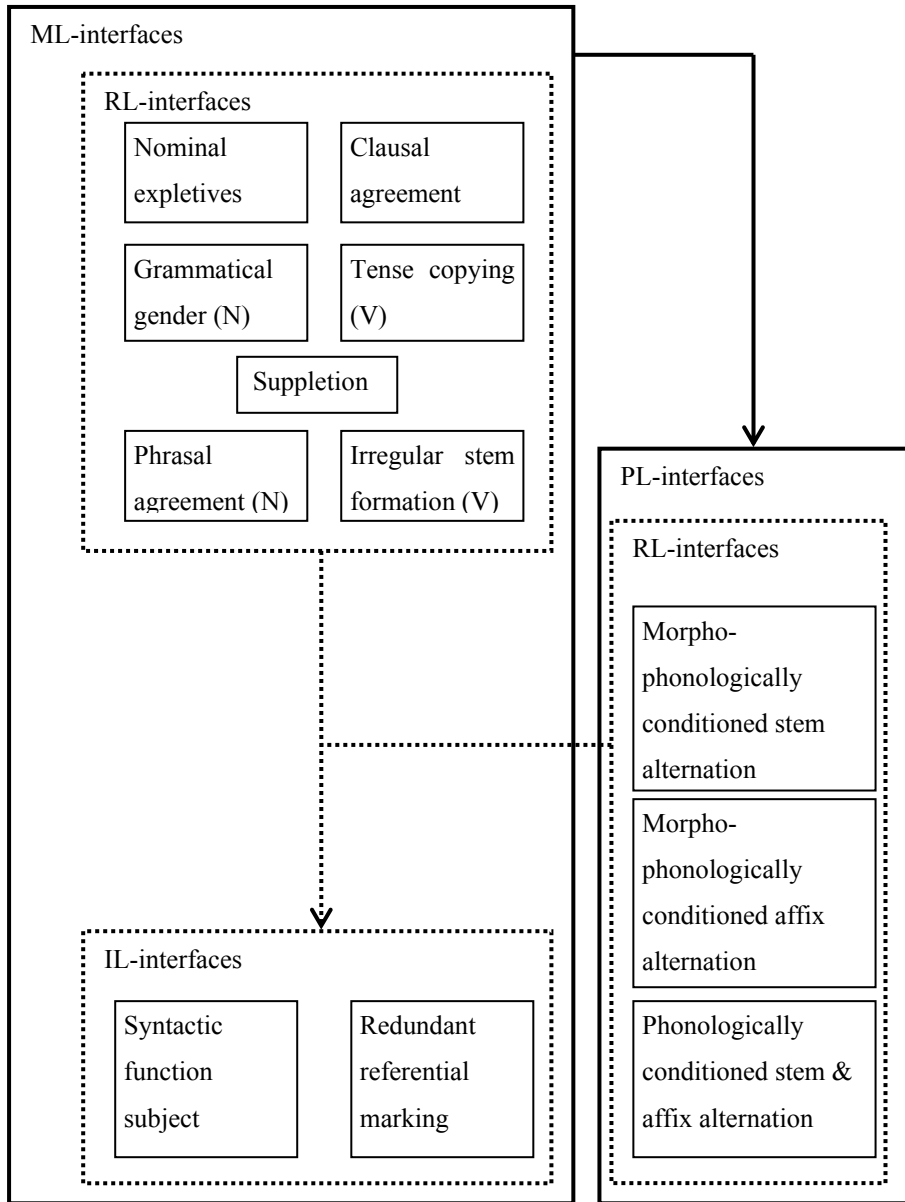 ML-interfaces
RL-interfaces
Nominal
expletives
Clausal
agreement
Grammatical
gender (N)
Tense copying
(V)
Suppletion
Phrasal
agreement (N)
Irregular stem
formation (V)
IL-interfaces
Syntactic
function
subject
Redundant
referential
marking
PL-interfaces
RL-interfaces
Morpho-
phonologically
conditioned stem
alternation
Morpho-
phonologically
conditioned affix
alternation
Phonologically
conditioned stem &
affix alternation